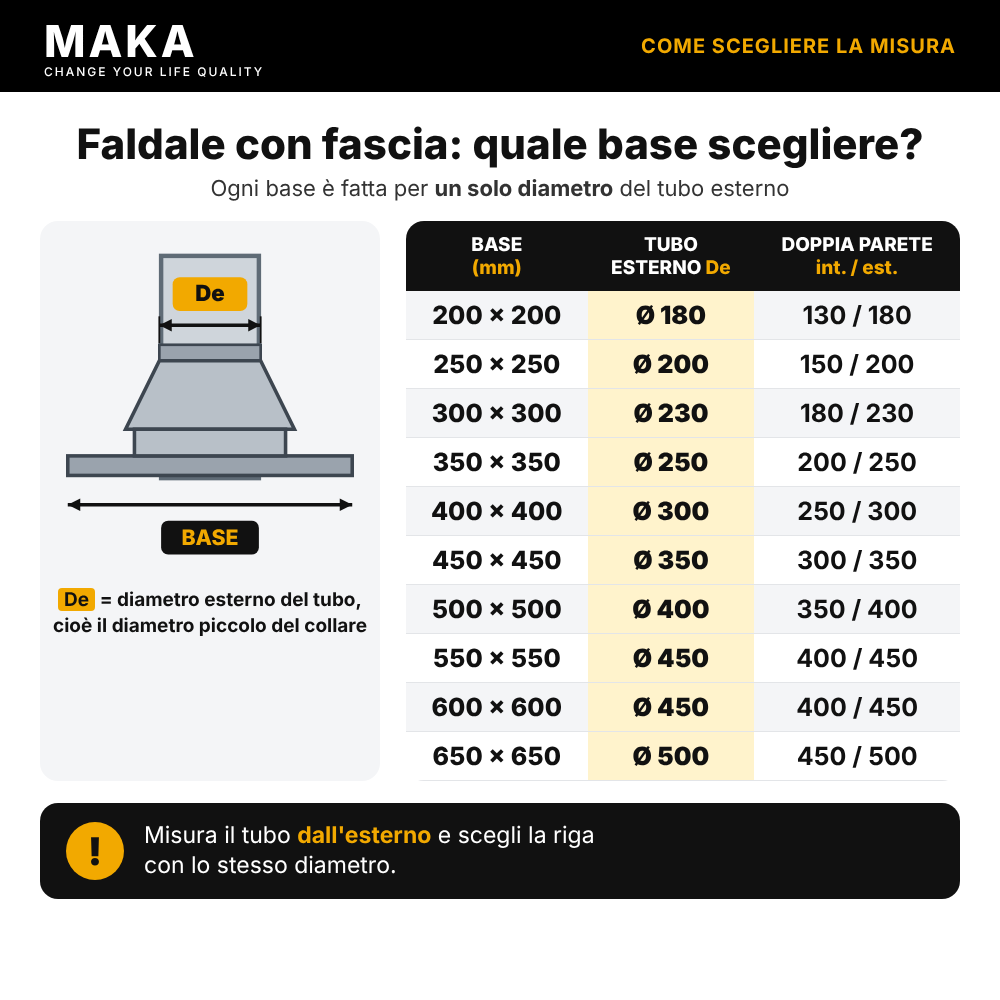 MAKA
CHANGE YOUR LIFE QUALITY
COME SCEGLIERE LA MISURA
Faldale con fascia: quale base scegliere?
Ogni base è fatta per un solo diametro del tubo esterno
De
BASE
De = diametro esterno del tubo,
cioè il diametro piccolo del collare
BASE (mm) TUBO ESTERNO De DOPPIA PARETE int. / est.
200 × 200 Ø 180 130 / 180
250 × 250 Ø 200 150 / 200
300 × 300 Ø 230 180 / 230
350 × 350 Ø 250 200 / 250
400 × 400 Ø 300 250 / 300
450 × 450 Ø 350 300 / 350
500 × 500 Ø 400 350 / 400
550 × 550 Ø 450 400 / 450
600 × 600 Ø 450 400 / 450
650 × 650 Ø 500 450 / 500
!
Misura il tubo dall'esterno e scegli la riga
con lo stesso diametro.